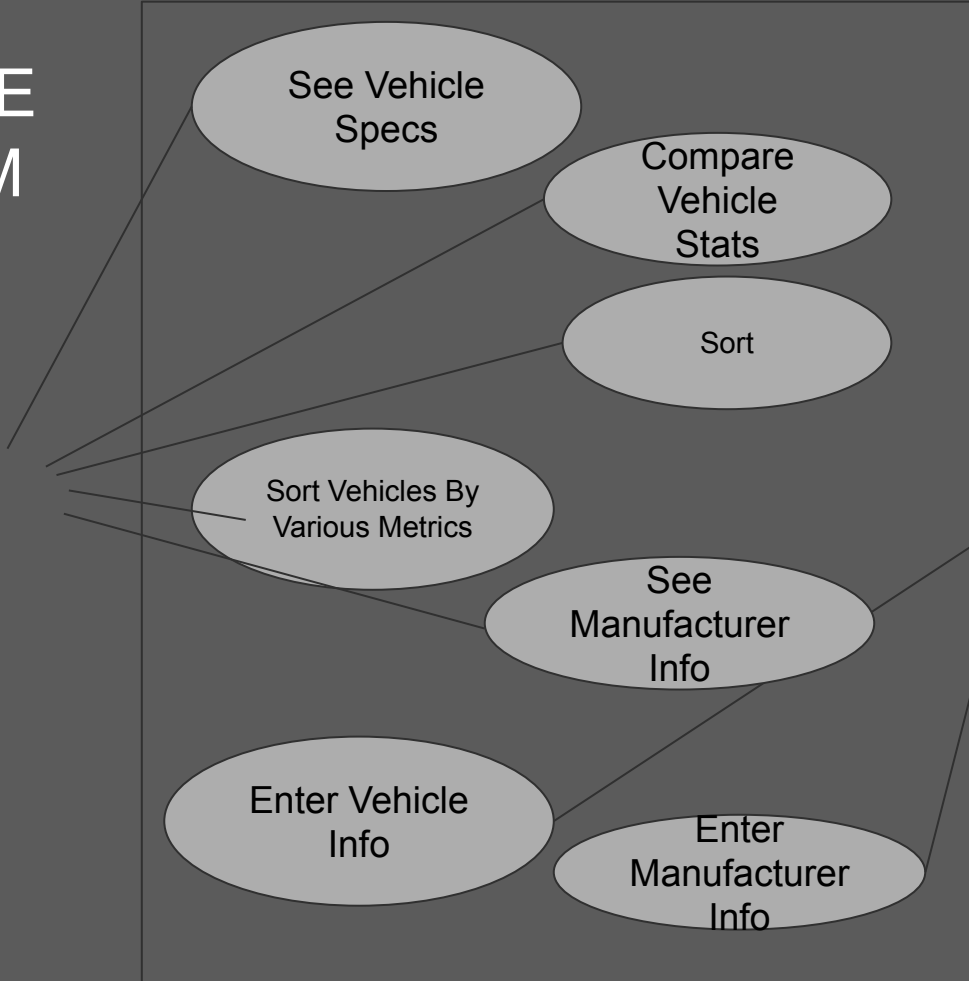 E
M
See Vehicle
Specs
Compare
Vehicle
Stats
Sort
Sort Vehicles By
Various Metrics
See
Manufacturer
Info
Enter Vehicle
Info
Enter
Manufacturer
Info